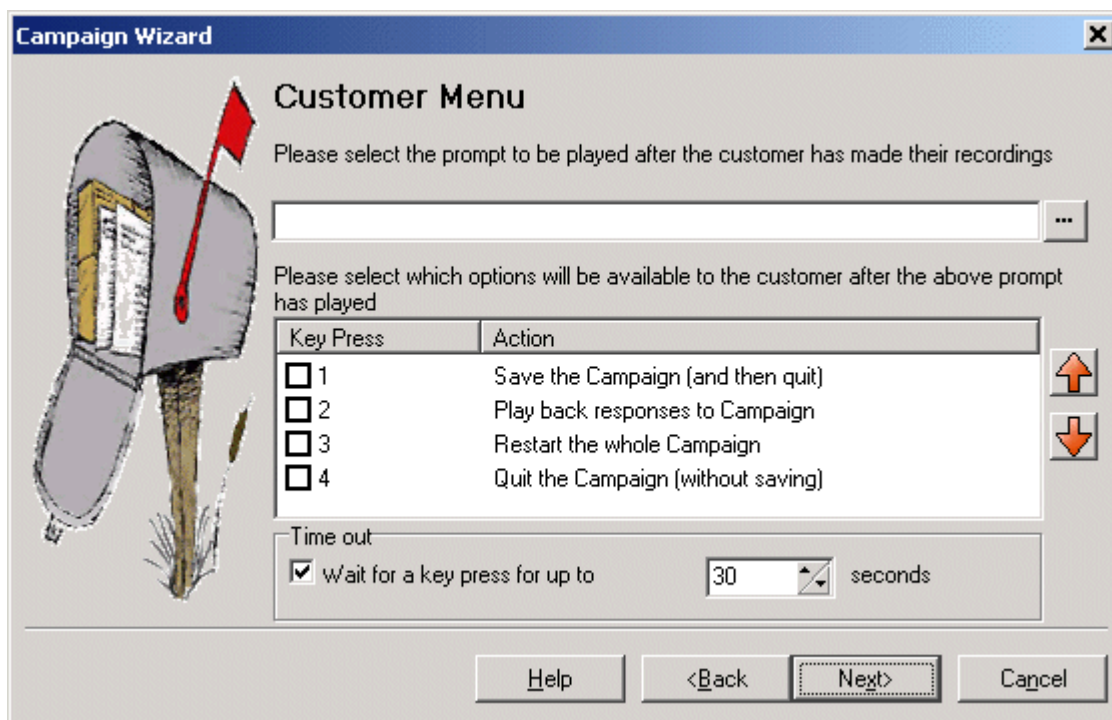 Campaign Wizard
Customer Menu
Please select the prompt to be played after the customer has made their recordings
...
Please select which options will be available to the customer after the above prompt
has played
Key Press Action
1 Save the Campaign (and then quit)
2 Play back responses to Campaign
3 Restart the whole Campaign
4 Quit the Campaign (without saving)
Time out
Wait for a key press for up to 30 seconds
Help <Back Next> Cancel